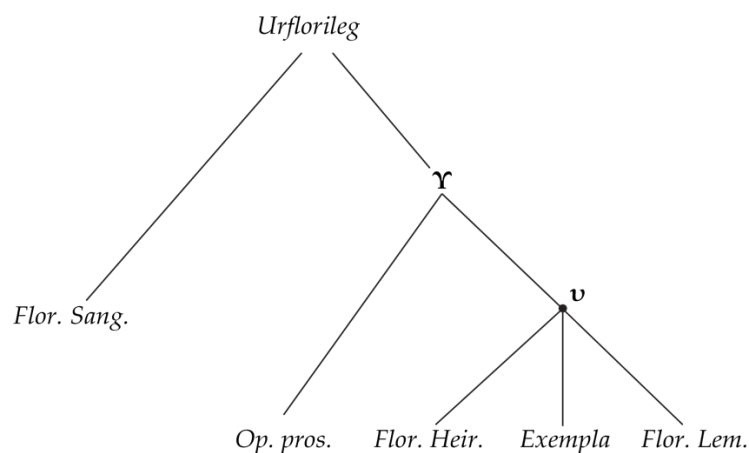 Urflorileg
ϒ
υ
Flor. Sang.
Op. pros.
Flor. Heir.
Exempla
Flor. Lem.